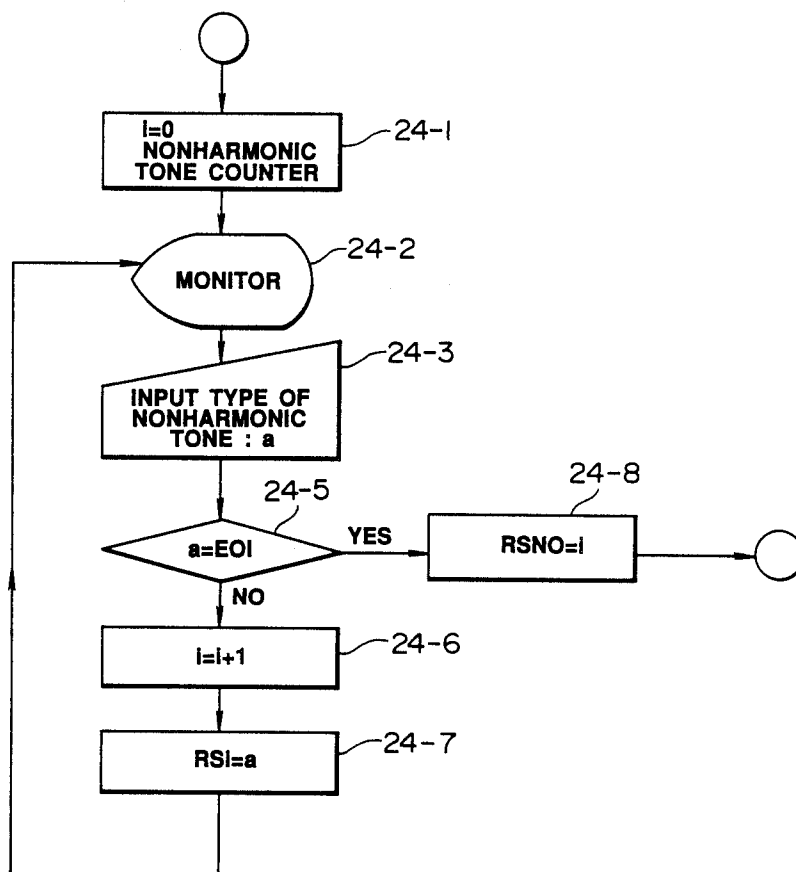 i=0
NONHARMONIC
TONE COUNTER
24-1
MONITOR
24-2
INPUT TYPE OF
NONHARMONIC
TONE : a
24-3
a=EOI
24-5
YES
RSNO=i
24-8
NO
i=i+1
24-6
RSi=a
24-7